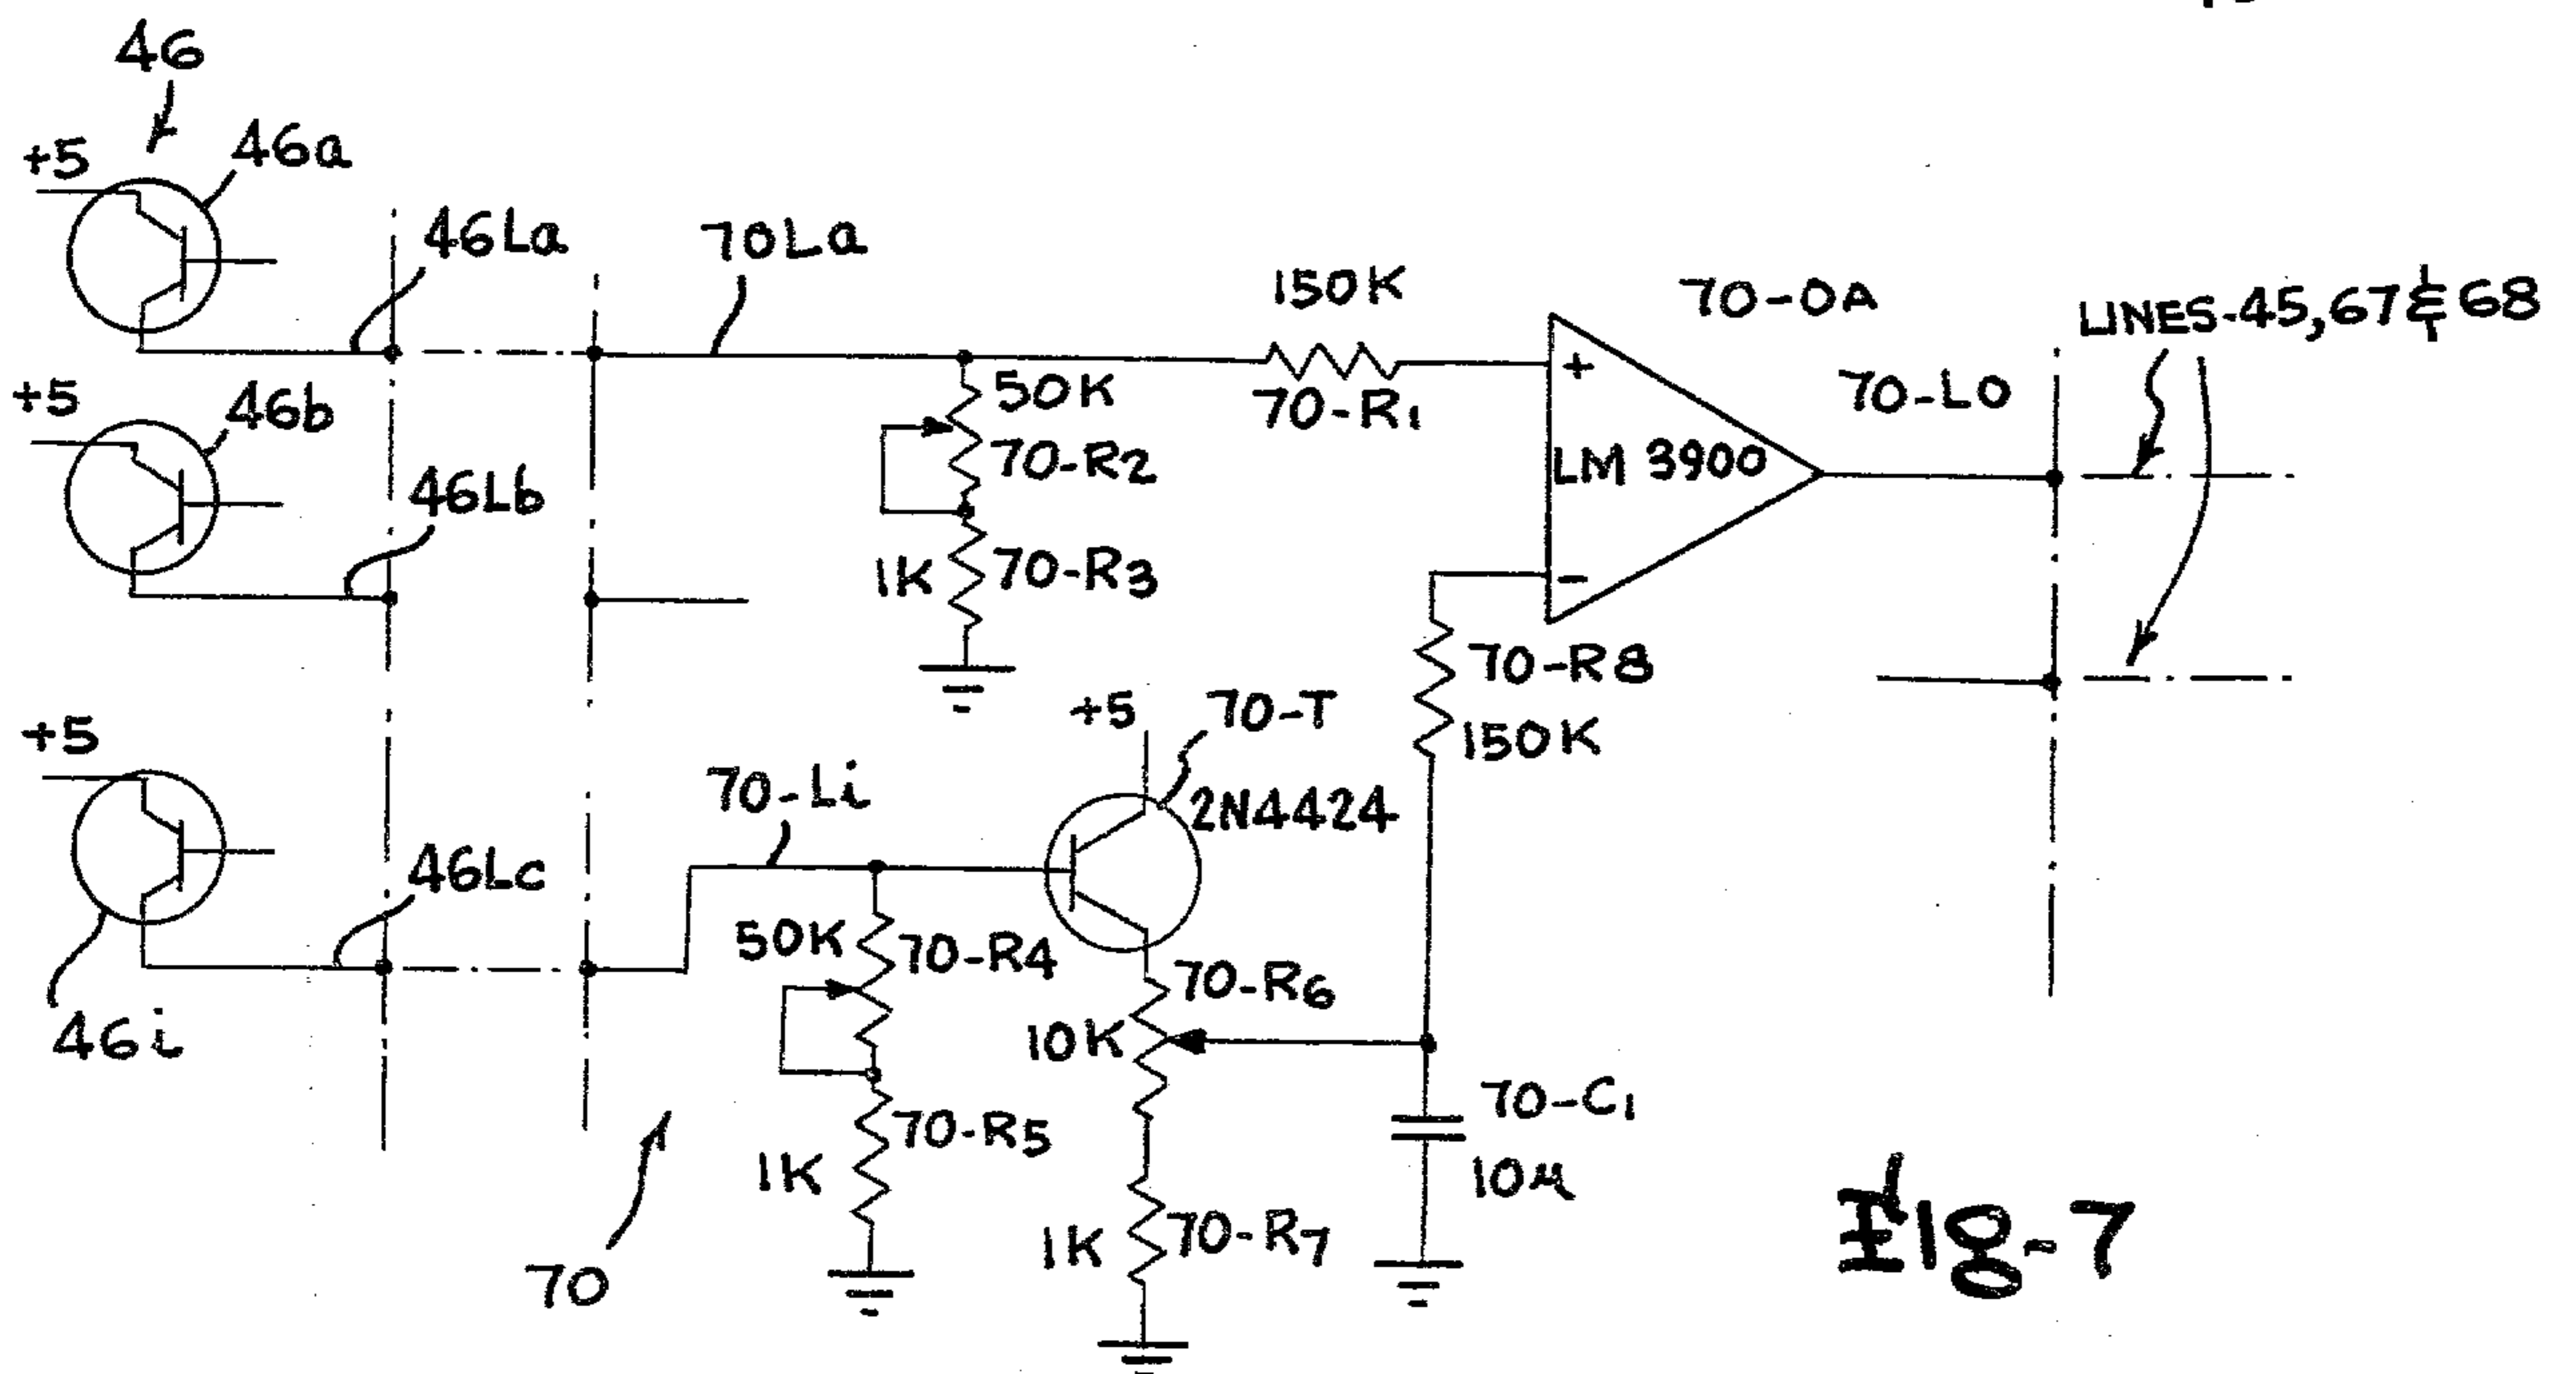 46
+5
46a
46La
70La
150K
70-R1
70-OA
LINES-45,67 & 68
70-LO
+5
46b
46Lb
50K
70-R2
1K
70-R3
+
LM 3900
−
70-R8
150K
+5
46i
46Lc
70-Li
+5
70-T
2N4424
50K
70-R4
70-R5
1K
70-R6
10K
1K
70-R7
70-C1
10μ
70
Fig-7